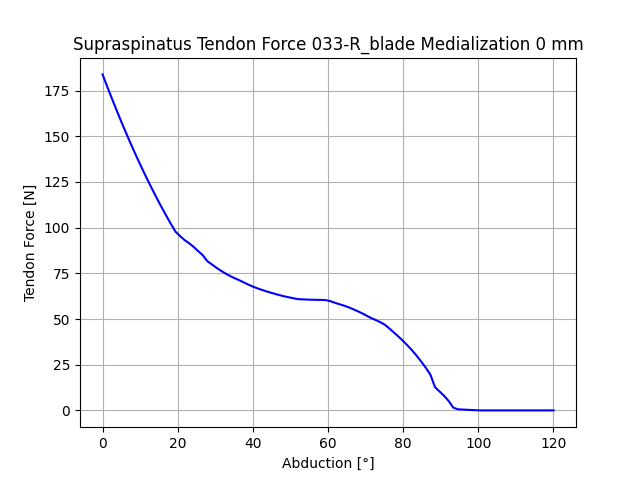 Supraspinatus Tendon Force 033-R_blade Medialization 0 mm
175
150
125
100
75
50
25
0
Tendon Force [N]
0 20 40 60 80 100 120
Abduction [°]